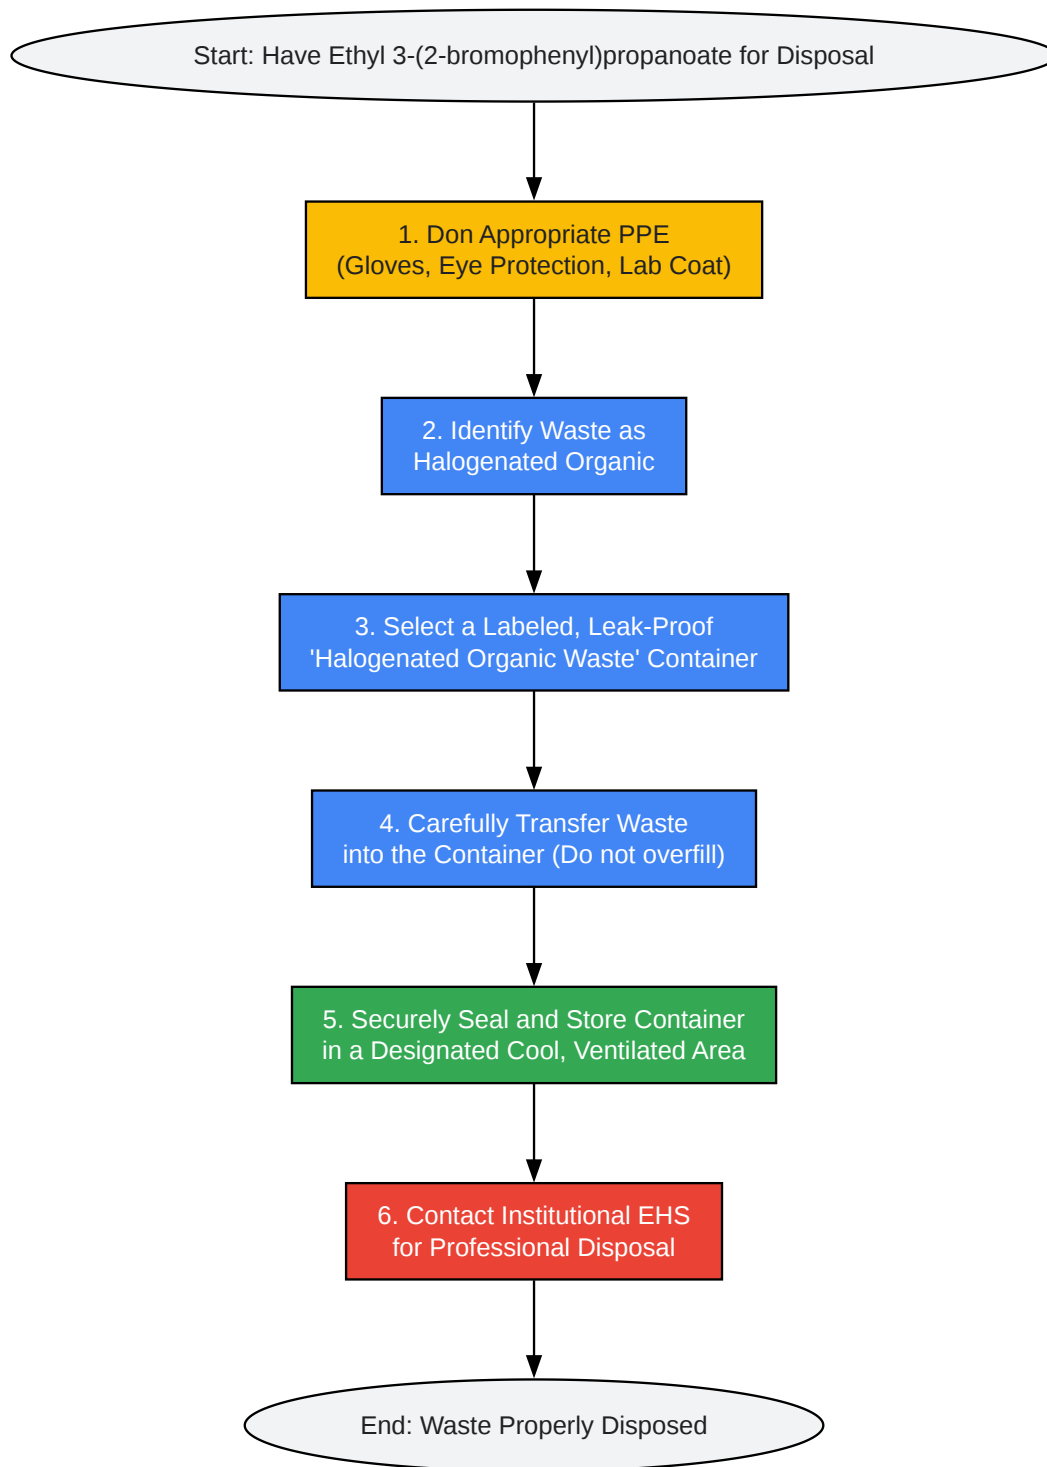 Start: Have Ethyl 3-(2-bromophenyl)propanoate for Disposal
1. Don Appropriate PPE
(Gloves, Eye Protection, Lab Coat)
2. Identify Waste as
Halogenated Organic
3. Select a Labeled, Leak-Proof
'Halogenated Organic Waste' Container
4. Carefully Transfer Waste
into the Container (Do not overfill)
5. Securely Seal and Store Container
in a Designated Cool, Ventilated Area
6. Contact Institutional EHS
for Professional Disposal
End: Waste Properly Disposed